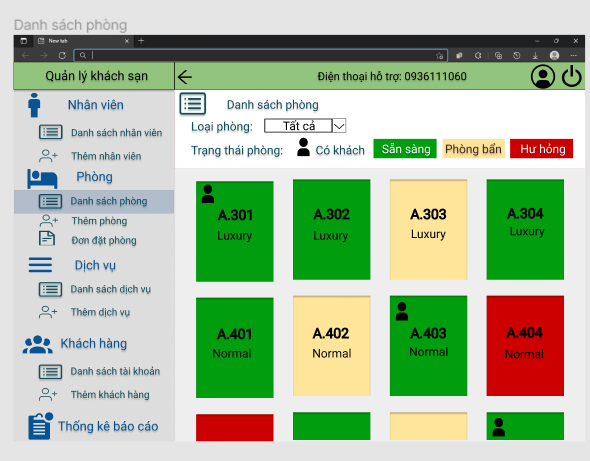 Danh sách phòng
New tab
Quản lý khách sạn
Điện thoại hỗ trợ: 0936111060
Nhân viên
Danh sách nhân viên
Thêm nhân viên
Phòng
Danh sách phòng
Thêm phòng
Đơn đặt phòng
Dịch vụ
Danh sách dịch vụ
Thêm dịch vụ
Khách hàng
Danh sách tài khoản
Thêm khách hàng
Thống kê báo cáo
Danh sách phòng
Loại phòng: Tất cả
Trạng thái phòng: Có khách Sẵn sàng Phòng bẩn Hư hỏng
A.301
Luxury
A.302
Luxury
A.303
Luxury
A.304
Luxury
A.401
Normal
A.402
Normal
A.403
Normal
A.404
Normal